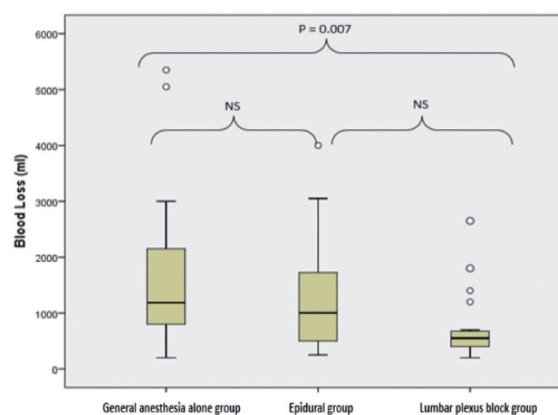 P = 0.007
NS
NS
Blood Loss (ml)
6000
5000
4000
3000
2000
1000
0
General anesthesia alone group
Epidural group
Lumbar plexus block group